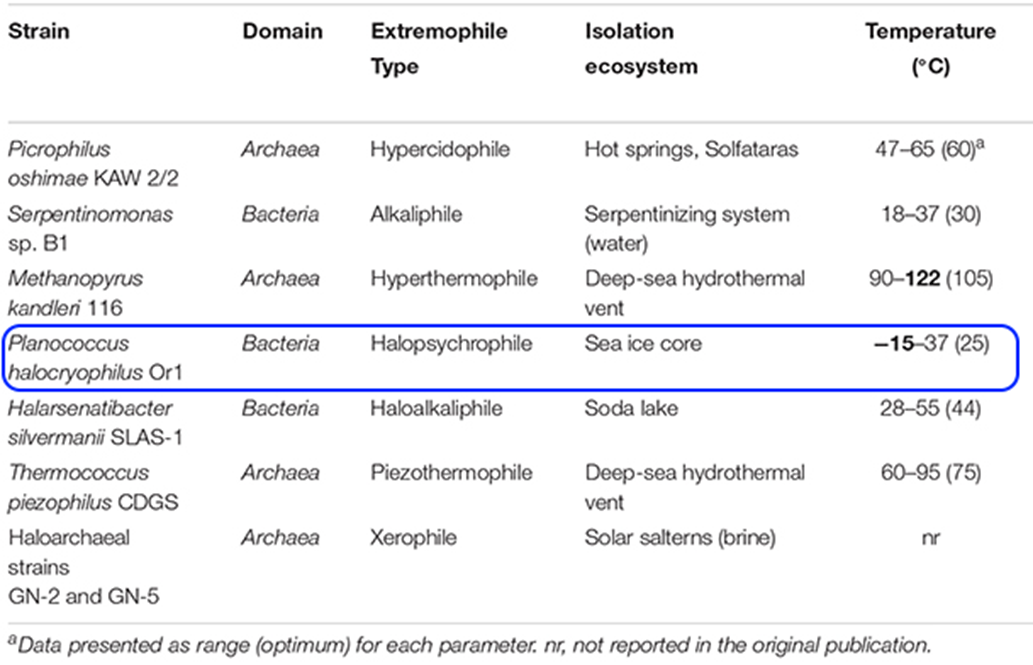 Strain Domain Extremophile Isolation Temperature
Type ecosystem (°C)
Picrophilus Archaea Hypercidophile Hot springs, Solfataras 47–65 (60)a
oshimae KAW 2/2
Serpentinomonas Bacteria Alkaliphile Serpentinizing system 18–37 (30)
sp. B1 (water)
Methanopyrus Archaea Hyperthermophile Deep-sea hydrothermal 90–122 (105)
kandleri 116 vent
Planococcus Bacteria Halopsychrophile Sea ice core –15–37 (25)
halocryophilus Or1
Halarsenatibacter Bacteria Haloalkaliphile Soda lake 28–55 (44)
silvermanii SLAS-1
Thermococcus Archaea Piezothermophile Deep-sea hydrothermal 60–95 (75)
piezophilus CDGS vent
Haloarchaeal Archaea Xerophile Solar salterns (brine) nr
strains
GN-2 and GN-5
aData presented as range (optimum) for each parameter. nr, not reported in the original publication.